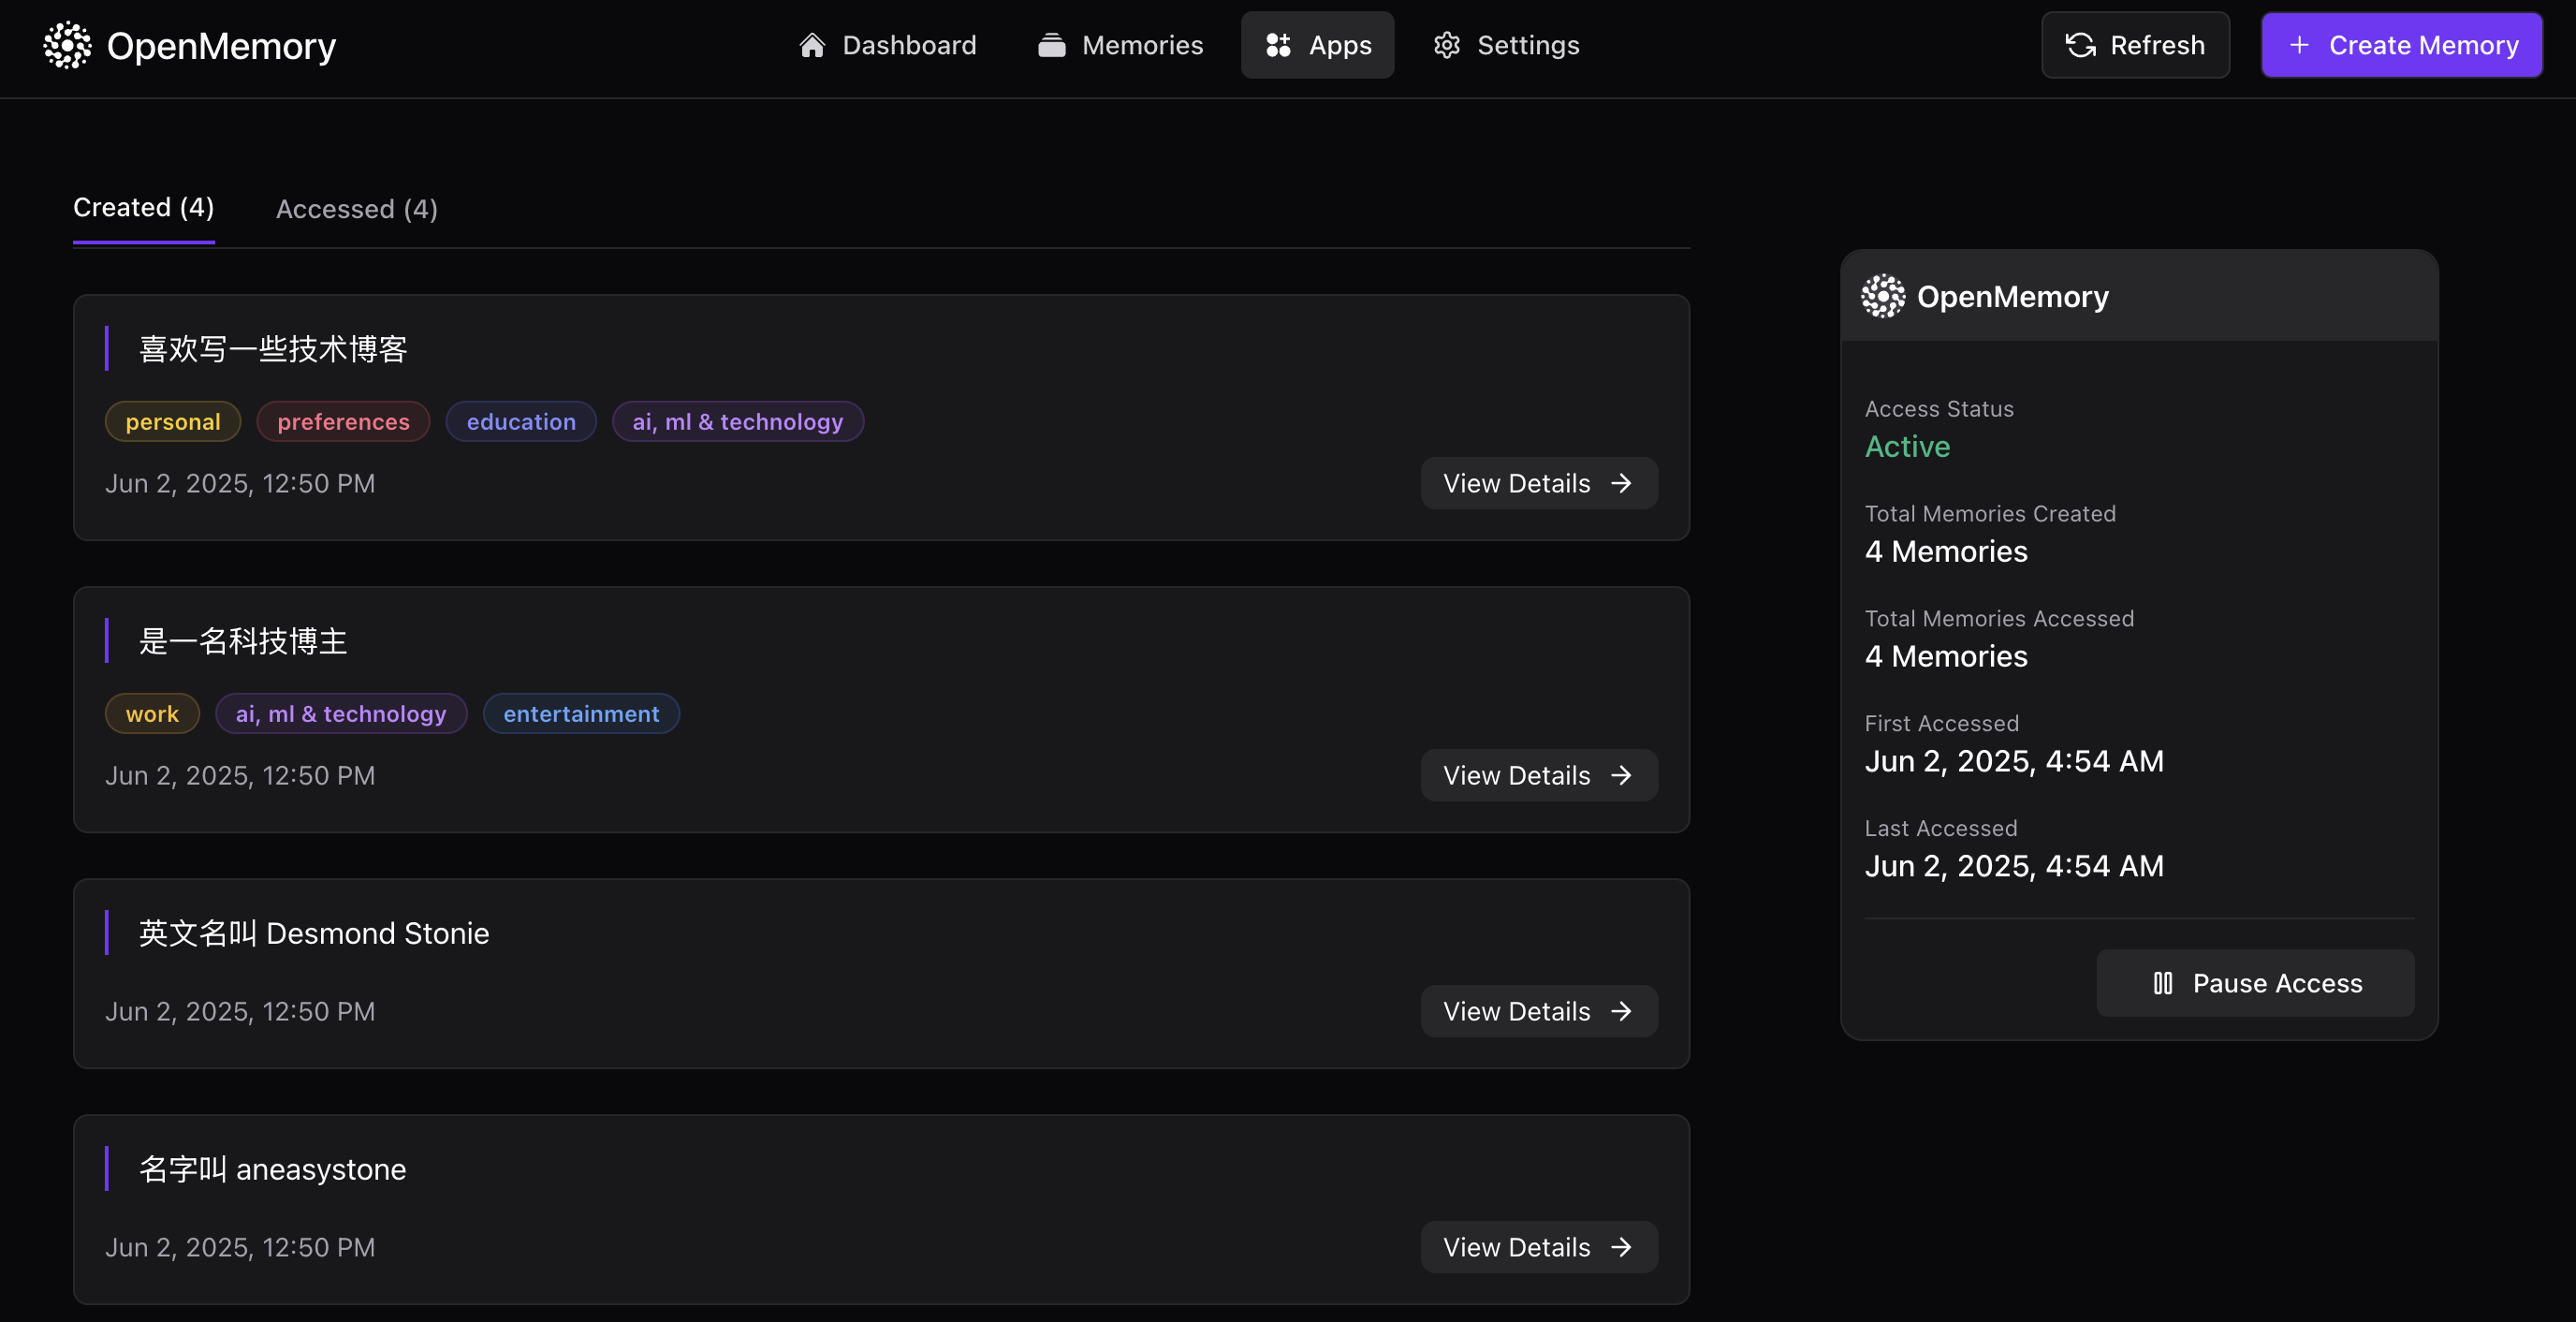 OpenMemory
Dashboard
Memories
Apps
Settings
Refresh
+ Create Memory
Created (4)
Accessed (4)
喜欢写一些技术博客
personal
preferences
education
ai, ml & technology
Jun 2, 2025, 12:50 PM
View Details →
是一名科技博主
work
ai, ml & technology
entertainment
Jun 2, 2025, 12:50 PM
View Details →
英文名叫 Desmond Stonie
Jun 2, 2025, 12:50 PM
View Details →
名字叫 aneasystone
Jun 2, 2025, 12:50 PM
View Details →
OpenMemory
Access Status
Active
Total Memories Created
4 Memories
Total Memories Accessed
4 Memories
First Accessed
Jun 2, 2025, 4:54 AM
Last Accessed
Jun 2, 2025, 4:54 AM
Pause Access